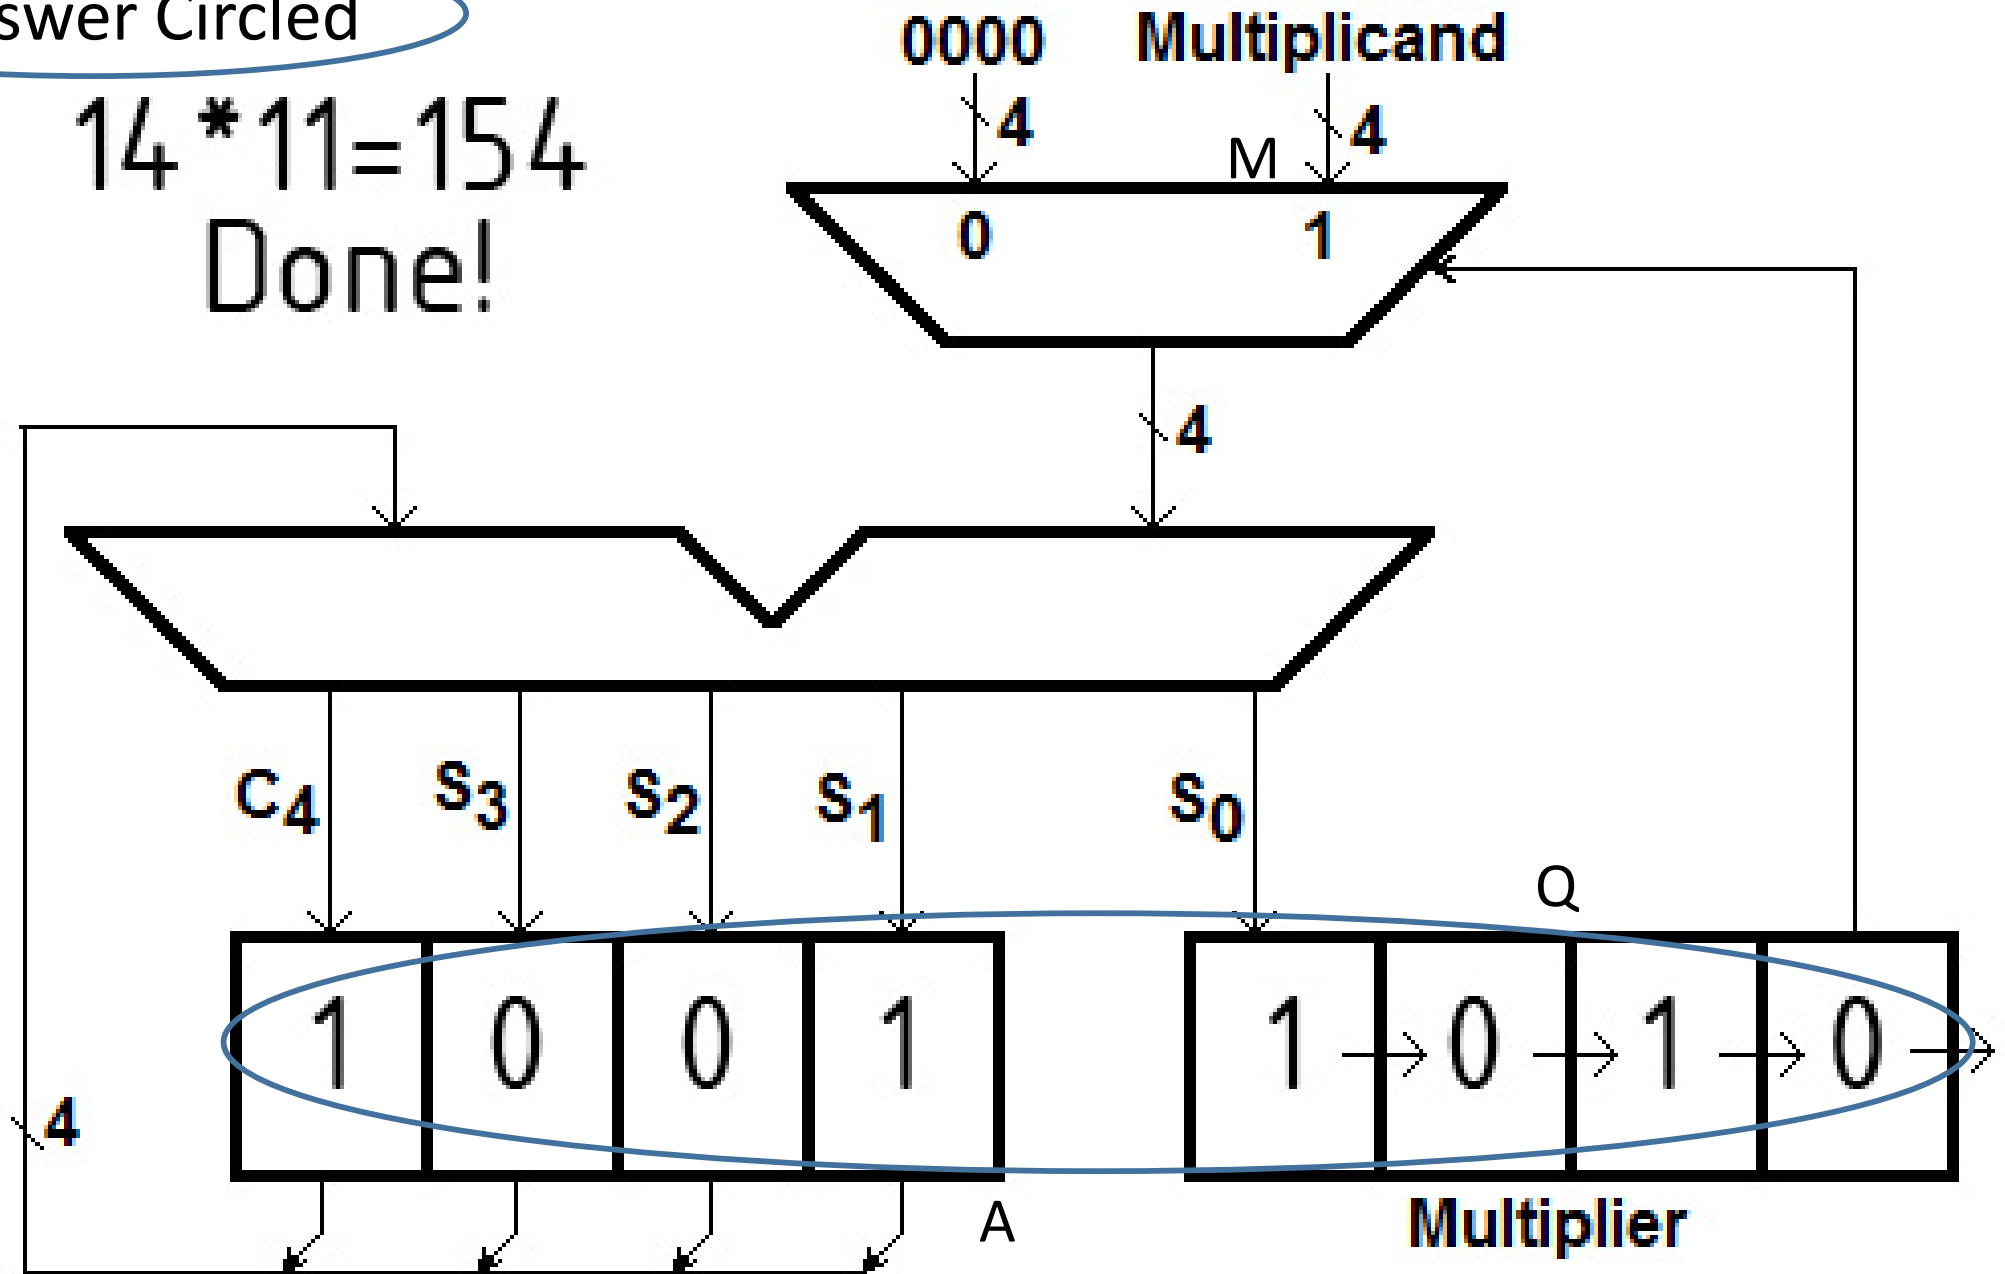 Circled
14 * 11=154
Done!
0000 Multiplicand
4 4
M
0 1
4
C4 S3 S2 S1 S0
Q
1 0 0 1 1 0 1 0
4
A
Multiplier